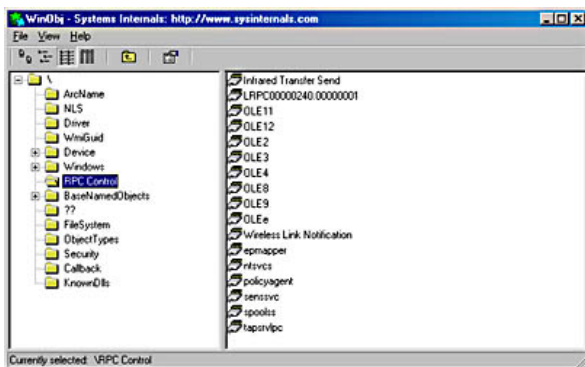 WinObj - Systems Internals: http://www.sysinternals.com
File View Help
\
ArcName
NLS
Driver
WmiGuid
Device
Windows
RPC Control
BaseNamedObjects
??
FileSystem
ObjectTypes
Security
Callback
KnownDlls
Infrared Transfer Send
LRPC00000240.00000001
OLE11
OLE12
OLE2
OLE3
OLE4
OLE8
OLE9
OLEe
Wireless Link Notification
epmapper
ntsvcs
policyagent
senssvc
spoolss
tapsrvlpc
Currently selected: \RPC Control